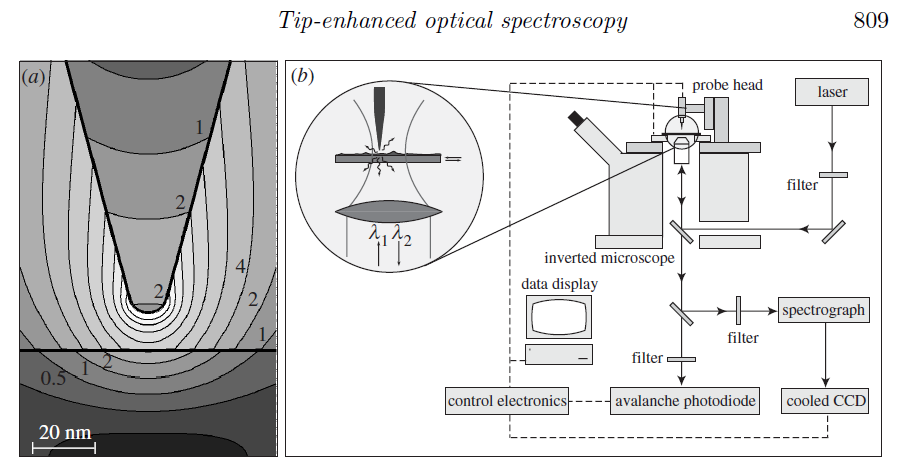 Tip-enhanced optical spectroscopy 809
(a)
1
2
2
4
2
1
2
1
0.5
20 nm
(b)
probe head
laser
filter
λ1 λ2
inverted microscope
data display
spectrograph
filter
filter
control electronics
avalanche photodiode
cooled CCD